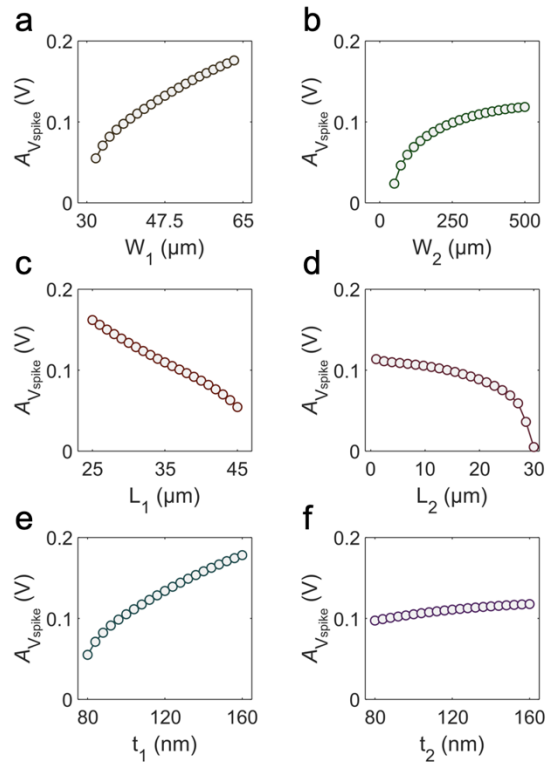 a
0.2
0.1
0
A_Vspike (V)
30 47.5 65
W₁ (µm)
b
0.2
0.1
0
A_Vspike (V)
0 250 500
W₂ (µm)
c
0.2
0.1
0
A_Vspike (V)
25 35 45
L₁ (µm)
d
0.2
0.1
0
A_Vspike (V)
0 10 20 30
L₂ (µm)
e
0.2
0.1
0
A_Vspike (V)
80 120 160
t₁ (nm)
f
0.2
0.1
0
A_Vspike (V)
80 120 160
t₂ (nm)